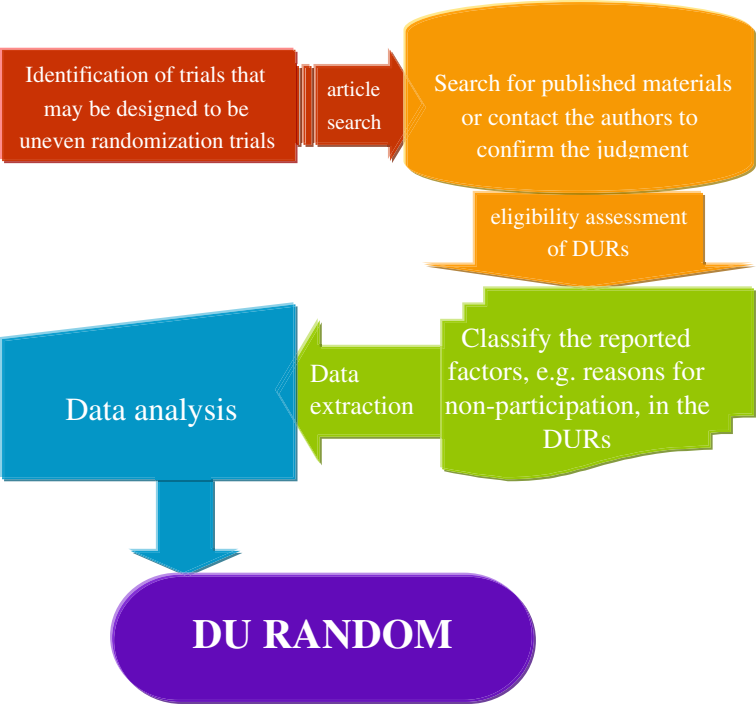 Identification of trials that
may be designed to be
uneven randomization trials
article
search
Search for published materials
or contact the authors to
confirm the judgment
eligibility assessment
of DURs
Classify the reported
factors, e.g. reasons for
non-participation, in the
DURs
Data
extraction
Data analysis
DU RANDOM